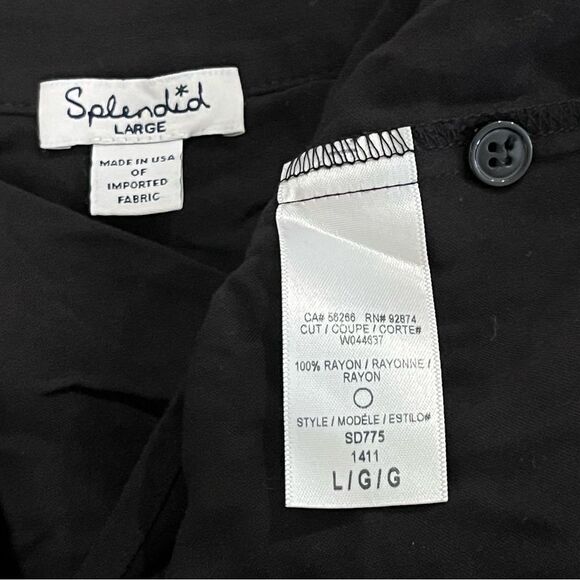 Splendid
LARGE
MADE IN USA
OF
IMPORTED
FABRIC
CA# 56266 RN# 92874
CUT / COUPE / CORTE#
W044637
100% RAYON / RAYONNE /
RAYON
STYLE / MODÈLE / ESTILO#
SD775
1411
L/G/G